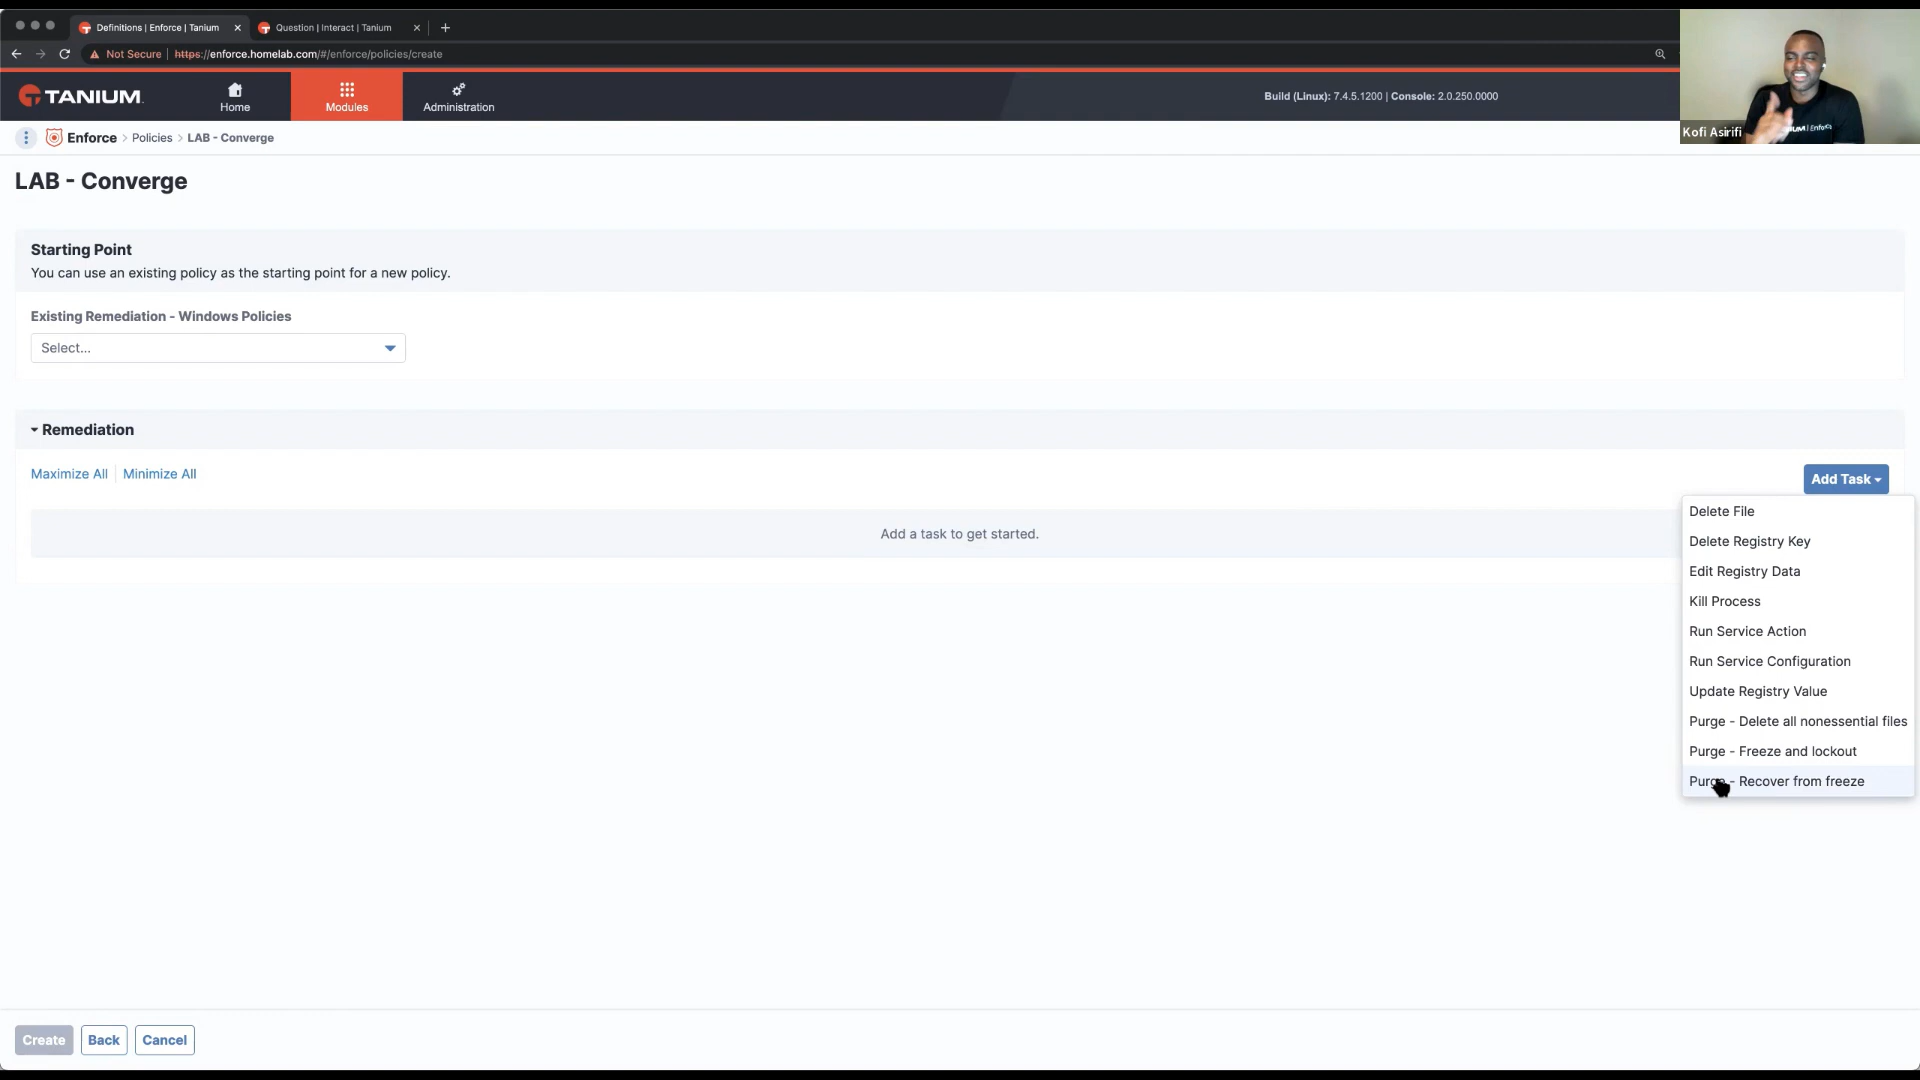 Definitions | Enforce | Tanium
Question | Interact | Tanium
Not Secure
https://enforce.homelab.com/#/enforce/policies/create
TANIUM
Home
Modules
Administration
Build (Linux): 7.4.5.1200 | Console: 2.0.250.0000
Kofi Asirifi
Enforce > Policies > LAB - Converge
LAB - Converge
Starting Point
You can use an existing policy as the starting point for a new policy.
Existing Remediation - Windows Policies
Select...
Remediation
Maximize All
Minimize All
Add Task
Add a task to get started.
Delete File
Delete Registry Key
Edit Registry Data
Kill Process
Run Service Action
Run Service Configuration
Update Registry Value
Purge - Delete all nonessential files
Purge - Freeze and lockout
Purge - Recover from freeze
Create
Back
Cancel